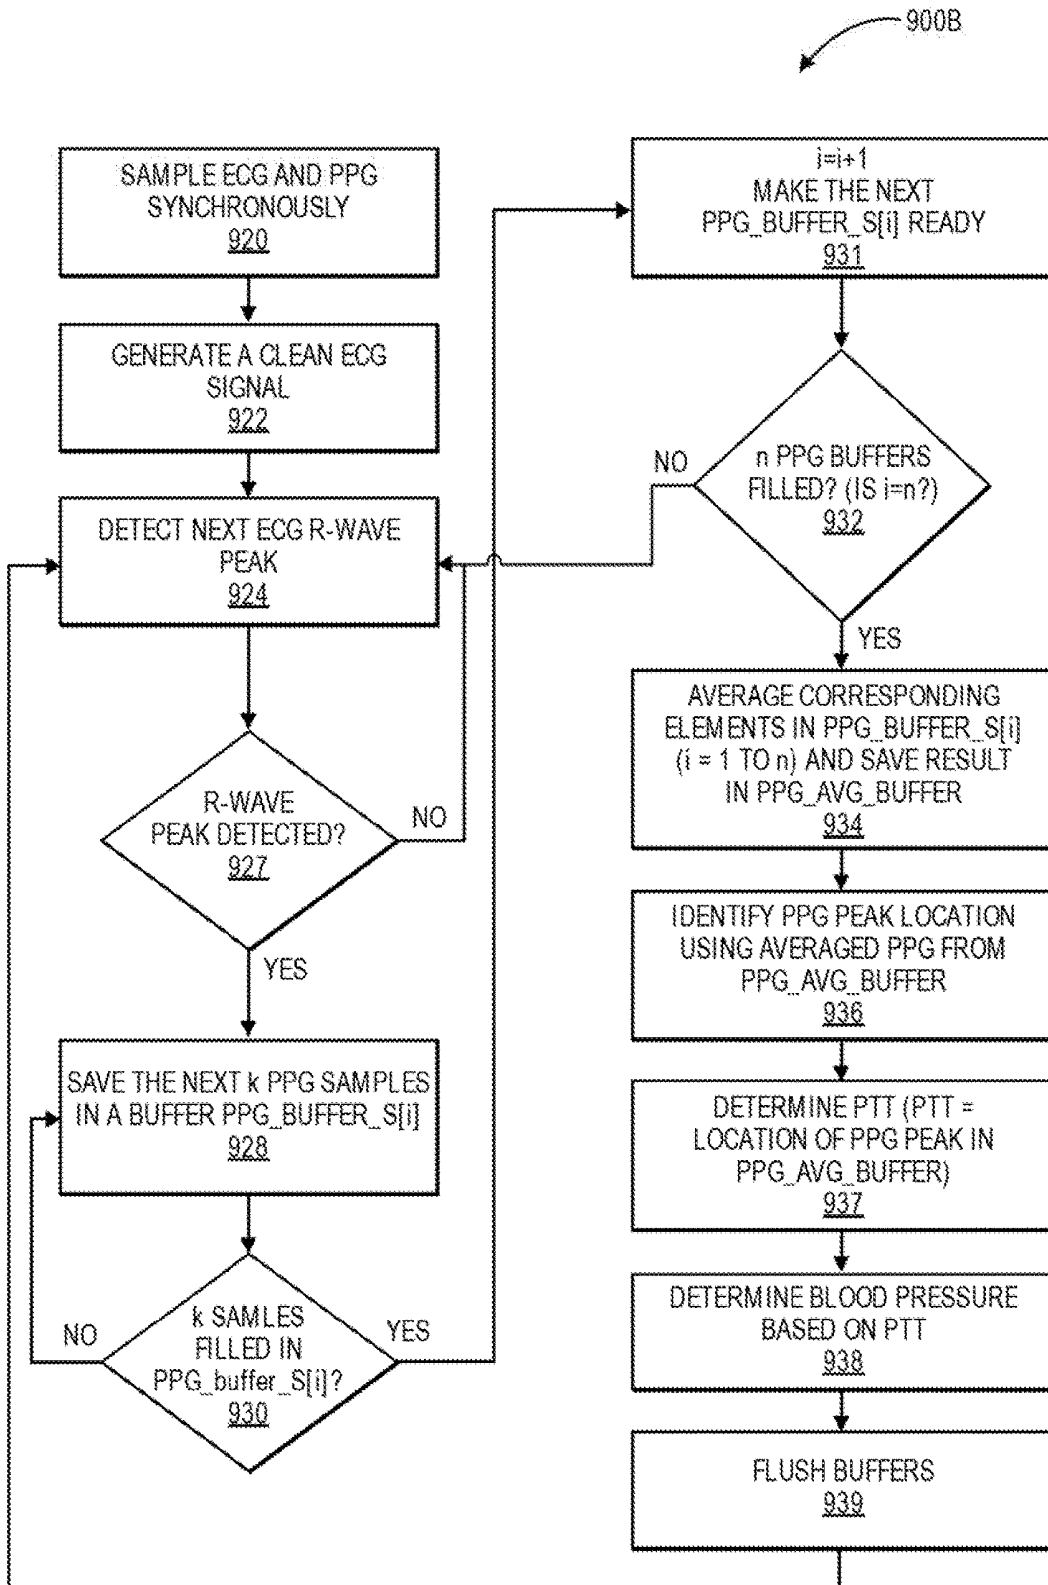 900B
SAMPLE ECG AND PPG
SYNCHRONOUSLY
920
GENERATE A CLEAN ECG
SIGNAL
922
DETECT NEXT ECG R-WAVE
PEAK
924
R-WAVE
PEAK DETECTED?
927
NO
YES
SAVE THE NEXT k PPG SAMPLES
IN A BUFFER PPG_BUFFER_S[i]
928
k SAMLES
FILLED IN
PPG_buffer_S[i]?
930
NO
YES
i=i+1
MAKE THE NEXT
PPG_BUFFER_S[i] READY
931
n PPG BUFFERS
FILLED? (IS i=n?)
932
NO
YES
AVERAGE CORRESPONDING
ELEMENTS IN PPG_BUFFER_S[i]
(i = 1 TO n) AND SAVE RESULT
IN PPG_AVG_BUFFER
934
IDENTIFY PPG PEAK LOCATION
USING AVERAGED PPG FROM
PPG_AVG_BUFFER
936
DETERMINE PTT (PTT =
LOCATION OF PPG PEAK IN
PPG_AVG_BUFFER)
937
DETERMINE BLOOD PRESSURE
BASED ON PTT
938
FLUSH BUFFERS
939